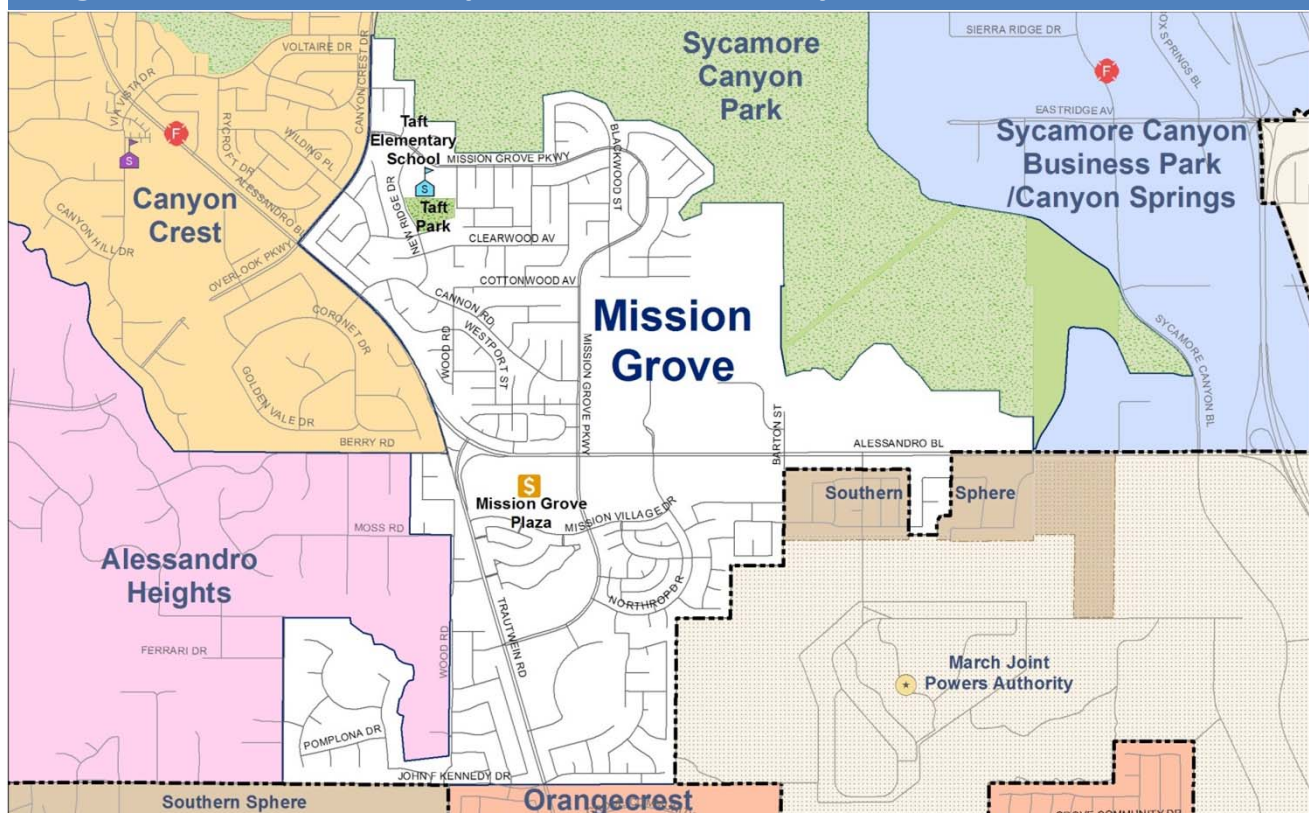 VOLTAIRE DR
CANYON CREST DR
VIA VISTA DR
F
RYCROFT DR
WILDING PL
S
ALESSANDRO BL
Canyon
Crest
CANYON HILL DR
OVERLOOK PKWY
CORONET DR
GOLDEN VALE DR
BERRY RD
Taft
Elementary
School
MISSION GROVE PKWY
BLACKWOOD ST
S
Taft
Park
NEW RIDGE DR
CLEARWOOD AV
COTTONWOOD AV
CANNON RD
WESTPORT ST
WOOD RD
MISSION GROVE PKWY
Mission
Grove
Sycamore
Canyon
Park
SIERRA RIDGE DR
F
EASTRIDGE AV
Sycamore Canyon
Business Park
/Canyon Springs
SYCAMORE CANYON BL
BARTON ST
ALESSANDRO BL
$
Mission Grove
Plaza
MISSION VILLAGE DR
NORTHROP DR
TRAUTWEIN RD
Southern Sphere
MOSS RD
Alessandro
Heights
FERRARI DR
WOOD RD
POMPLONA DR
JOHN F KENNEDY DR
March Joint
Powers Authority
Southern Sphere
Orangecrest